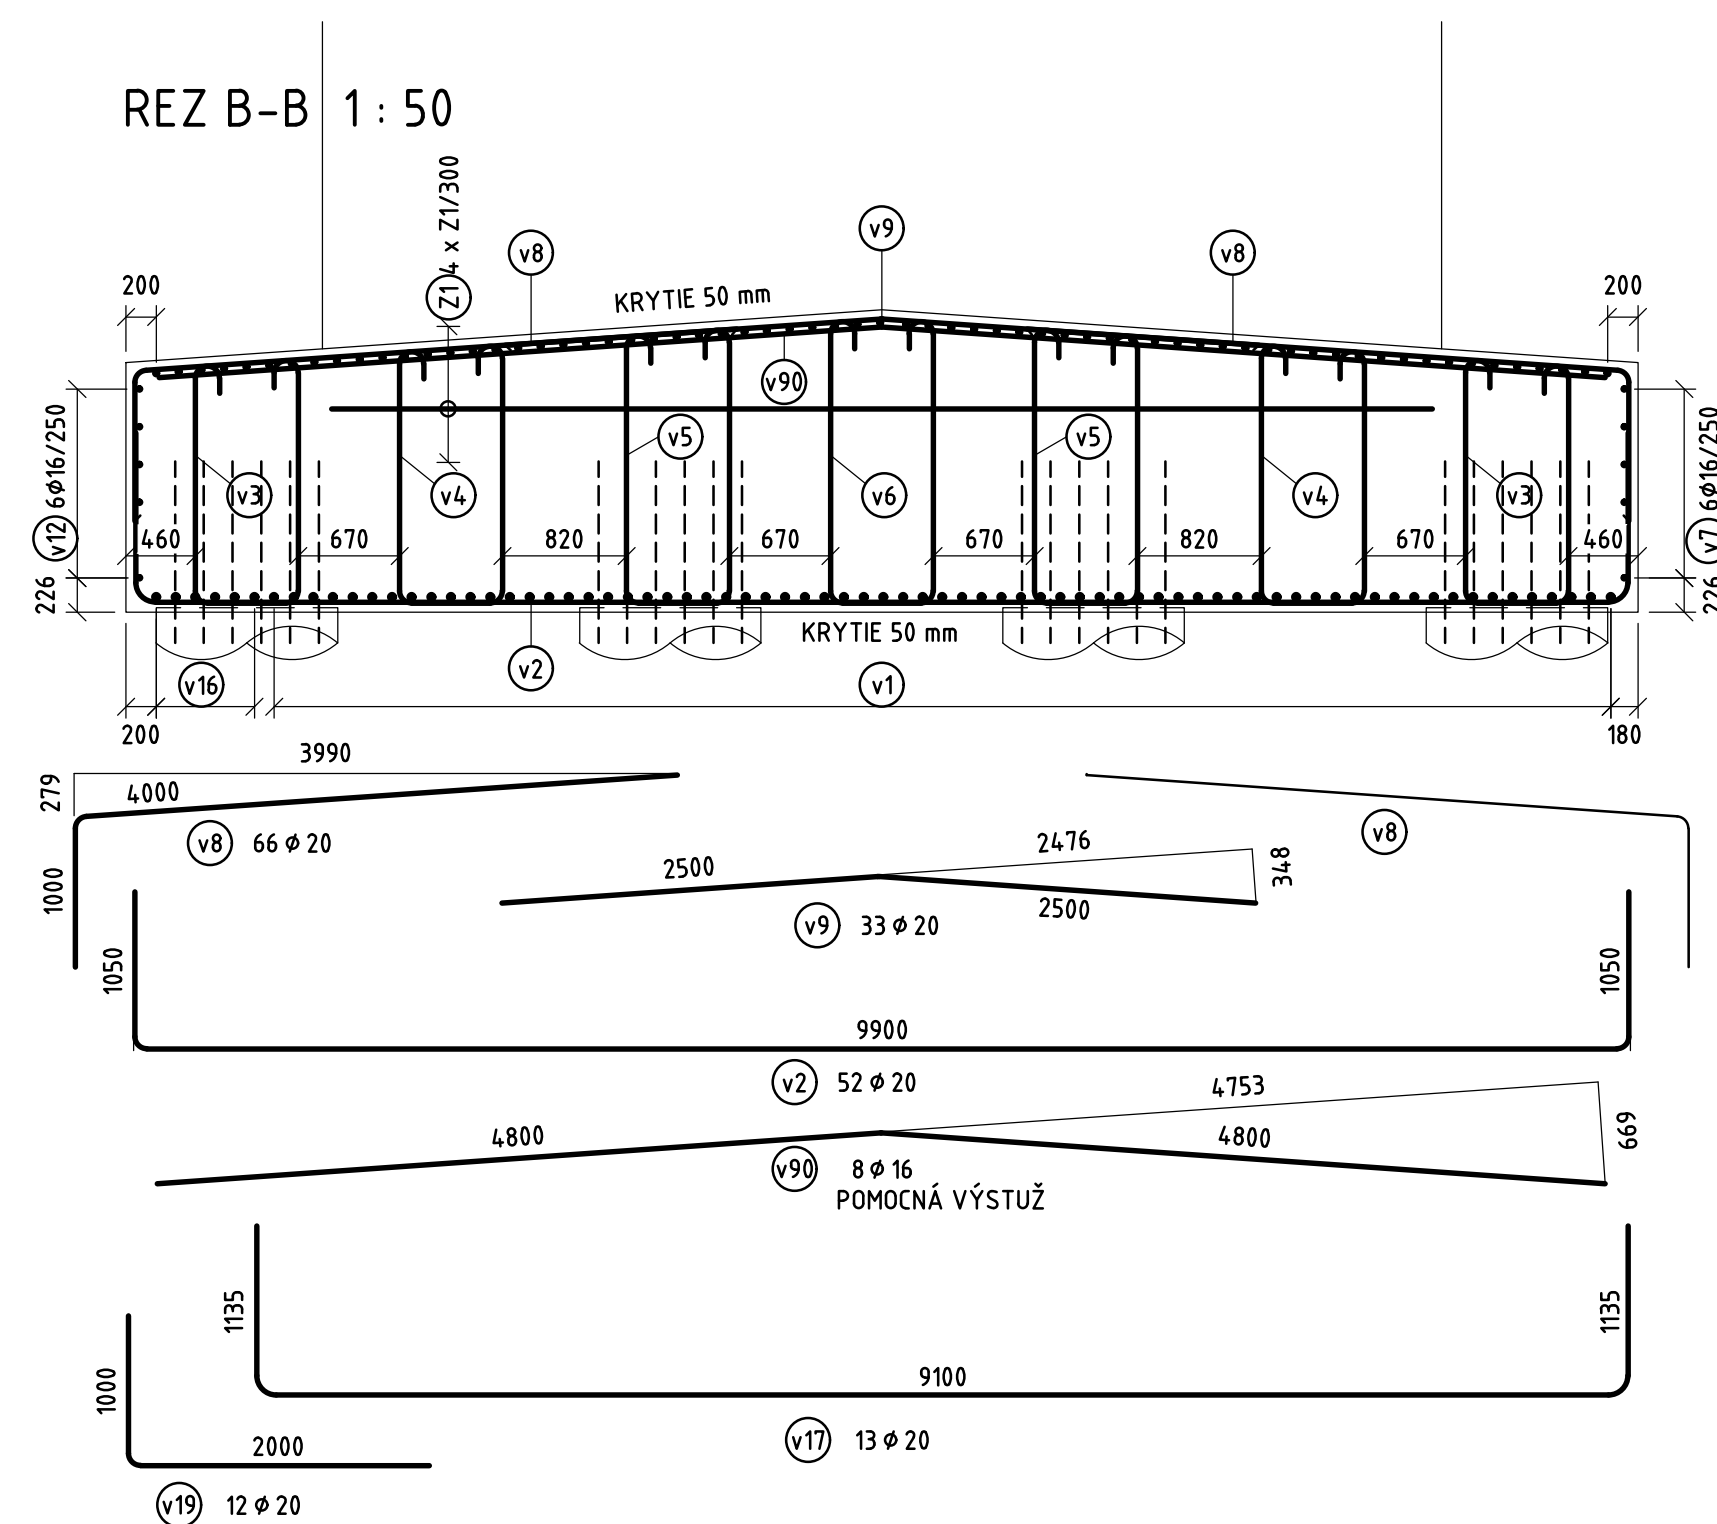 REZ B-B 1 : 50
Z1 4 x Z1/300
v8
v9
v8
200
KRYTIE 50 mm
200
v90
v12 6ϕ16/250
v3
v4
v5
v6
v5
v4
v3
v7 6ϕ16/250
460
670
820
670
670
820
670
460
226
226
KRYTIE 50 mm
v16
v2
v1
200
180
3990
279
4000
v8 66 ϕ 20
1000
v8
2500
2476
348
2500
v9 33 ϕ 20
1050
1050
9900
v2 52 ϕ 20
4753
4800
4800
669
v90 8 ϕ 16
POMOCNÁ VÝSTUŽ
1135
1135
9100
v17 13 ϕ 20
1000
2000
v19 12 ϕ 20